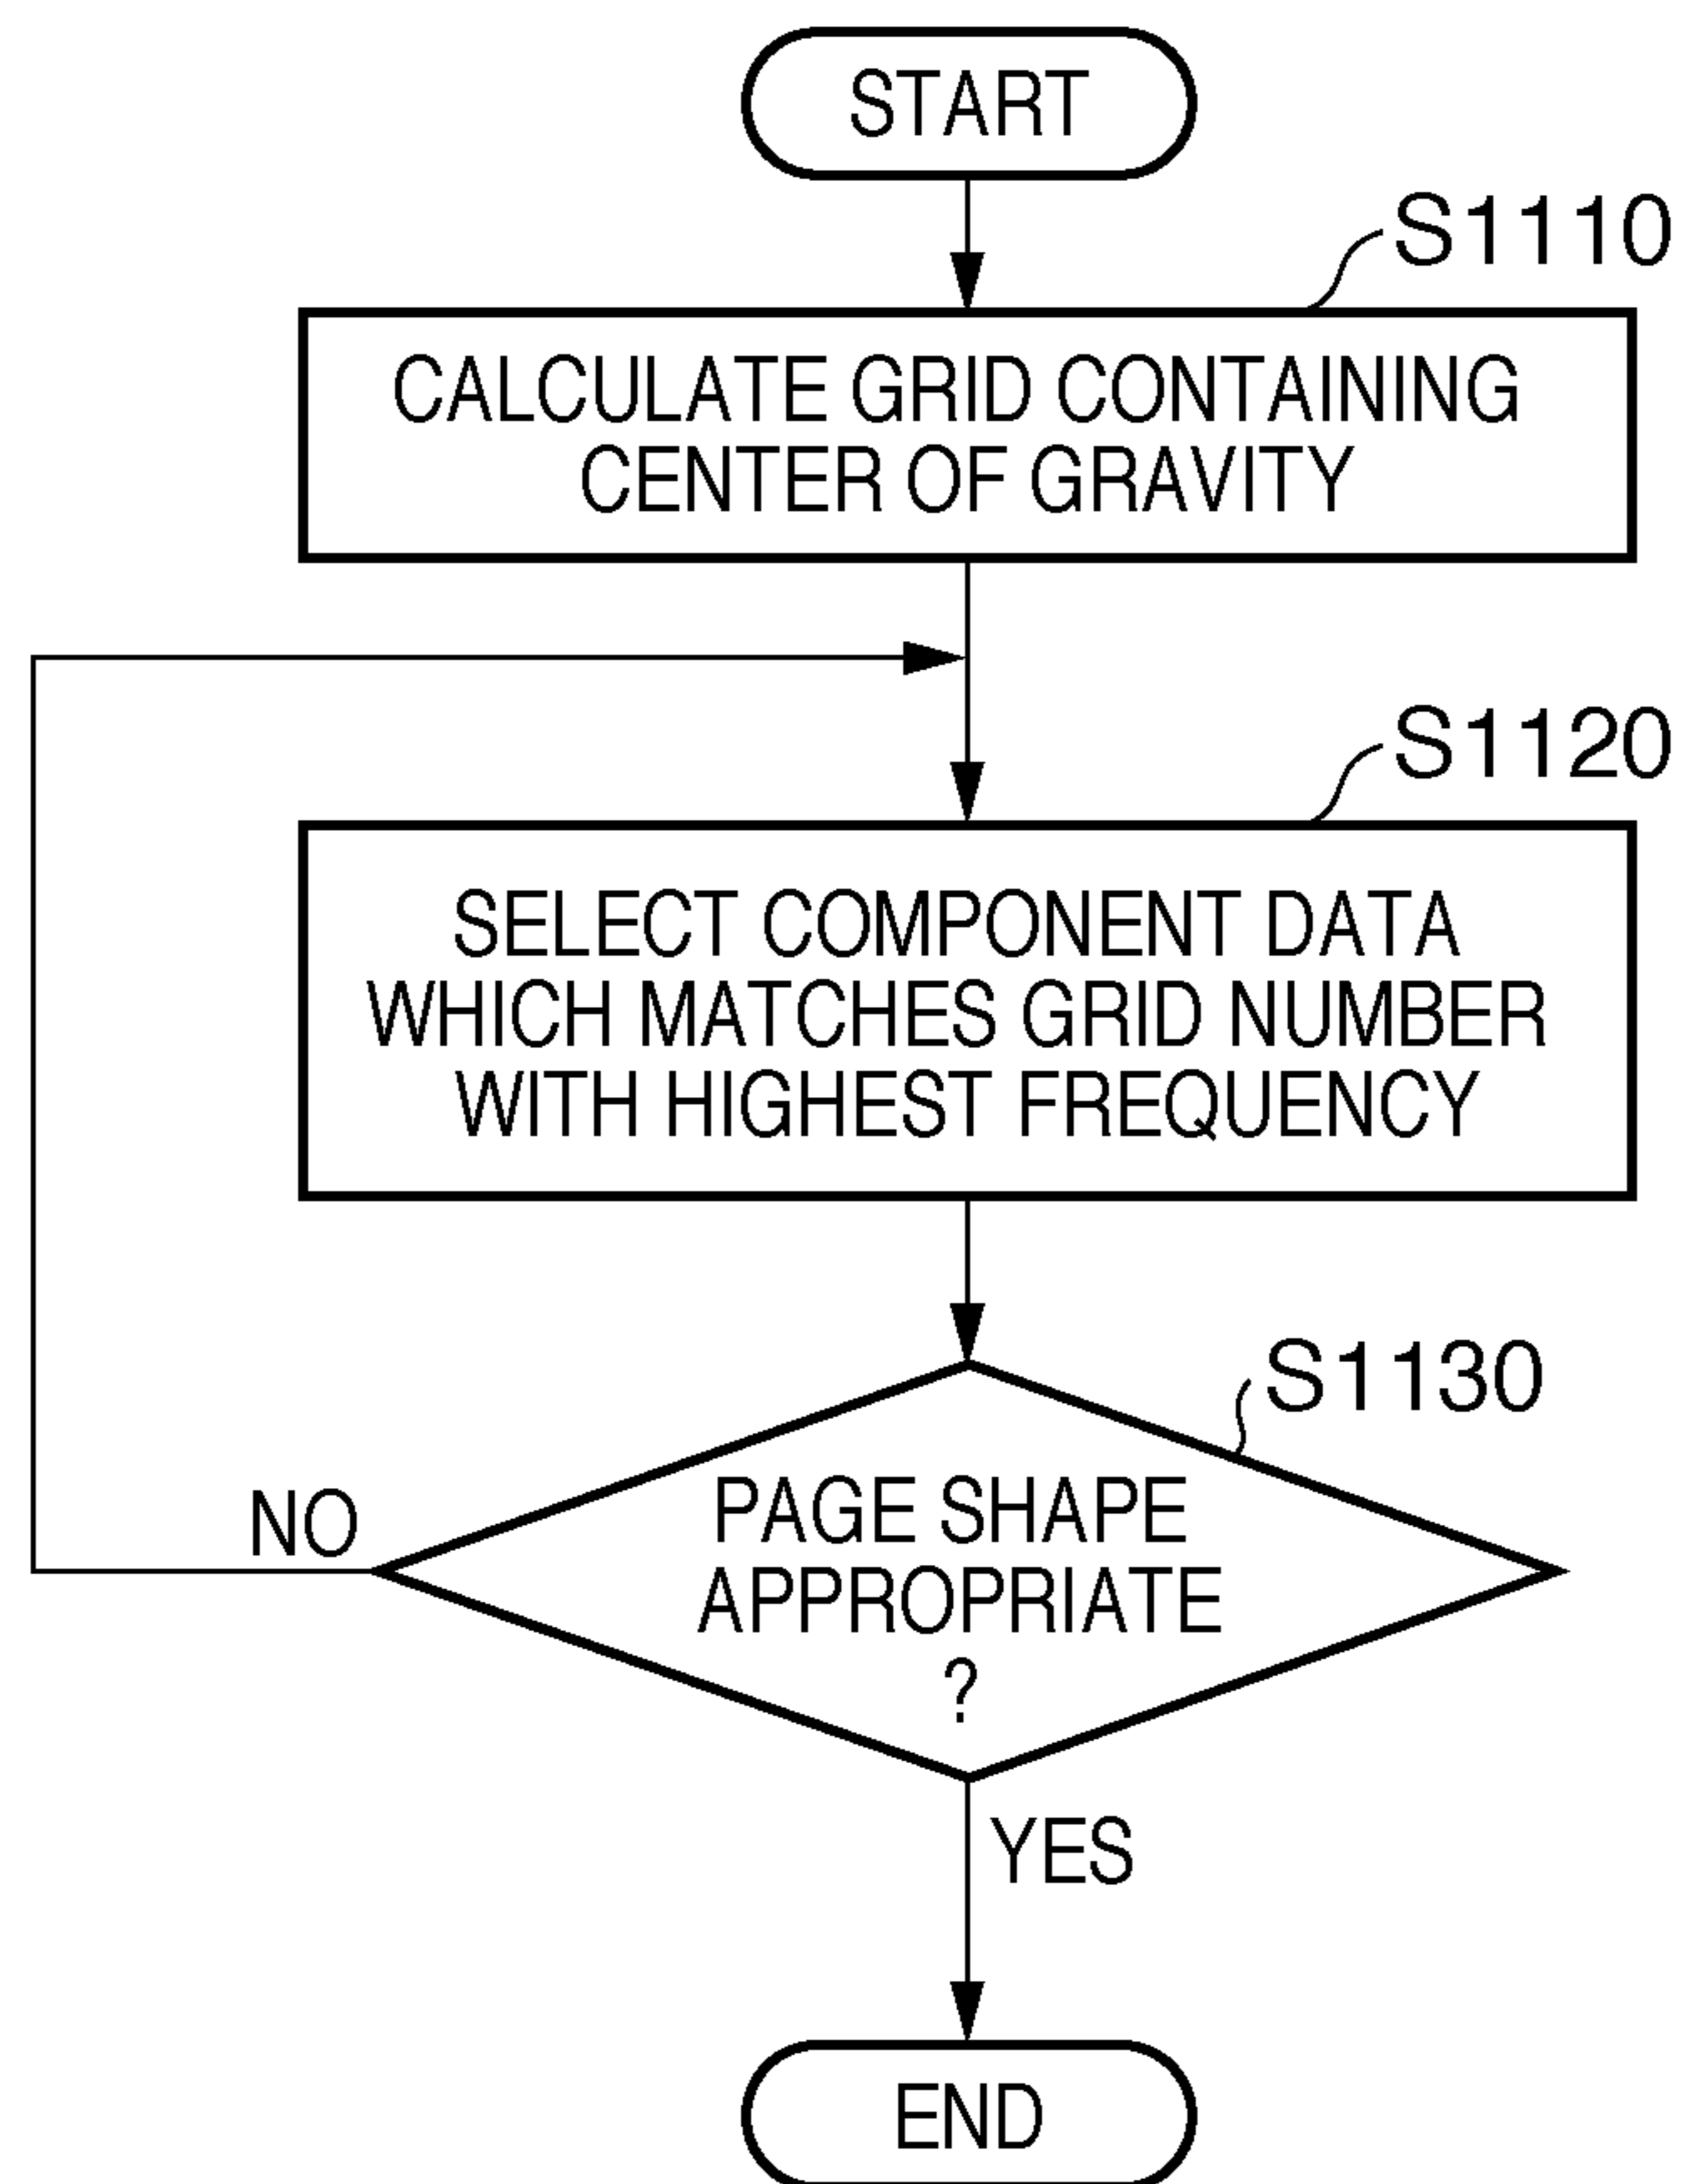 START
S1110
CALCULATE GRID CONTAINING
CENTER OF GRAVITY
S1120
SELECT COMPONENT DATA
WHICH MATCHES GRID NUMBER
WITH HIGHEST FREQUENCY
S1130
PAGE SHAPE
APPROPRIATE
?
NO
YES
END